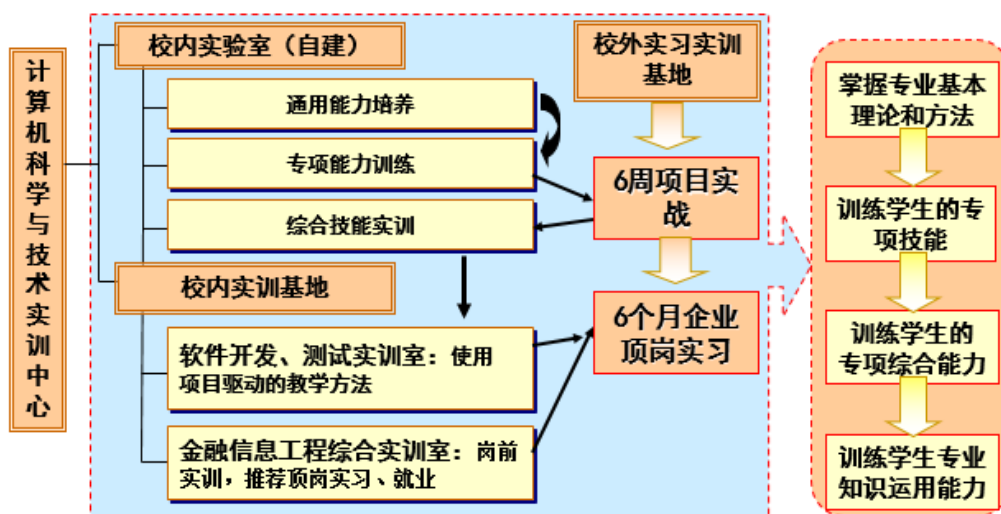 计算机科学与技术实训中心
校内实验室（自建）
通用能力培养
专项能力训练
综合技能实训
校内实训基地
软件开发、测试实训室：使用
项目驱动的教学方法
金融信息工程综合实训室：岗前
实训，推荐顶岗实习、就业
校外实习实训
基地
6周项目实
战
6个月企业
顶岗实习
掌握专业基本
理论和方法
训练学生的专
项技能
训练学生的
专项综合能力
训练学生专业
知识运用能力